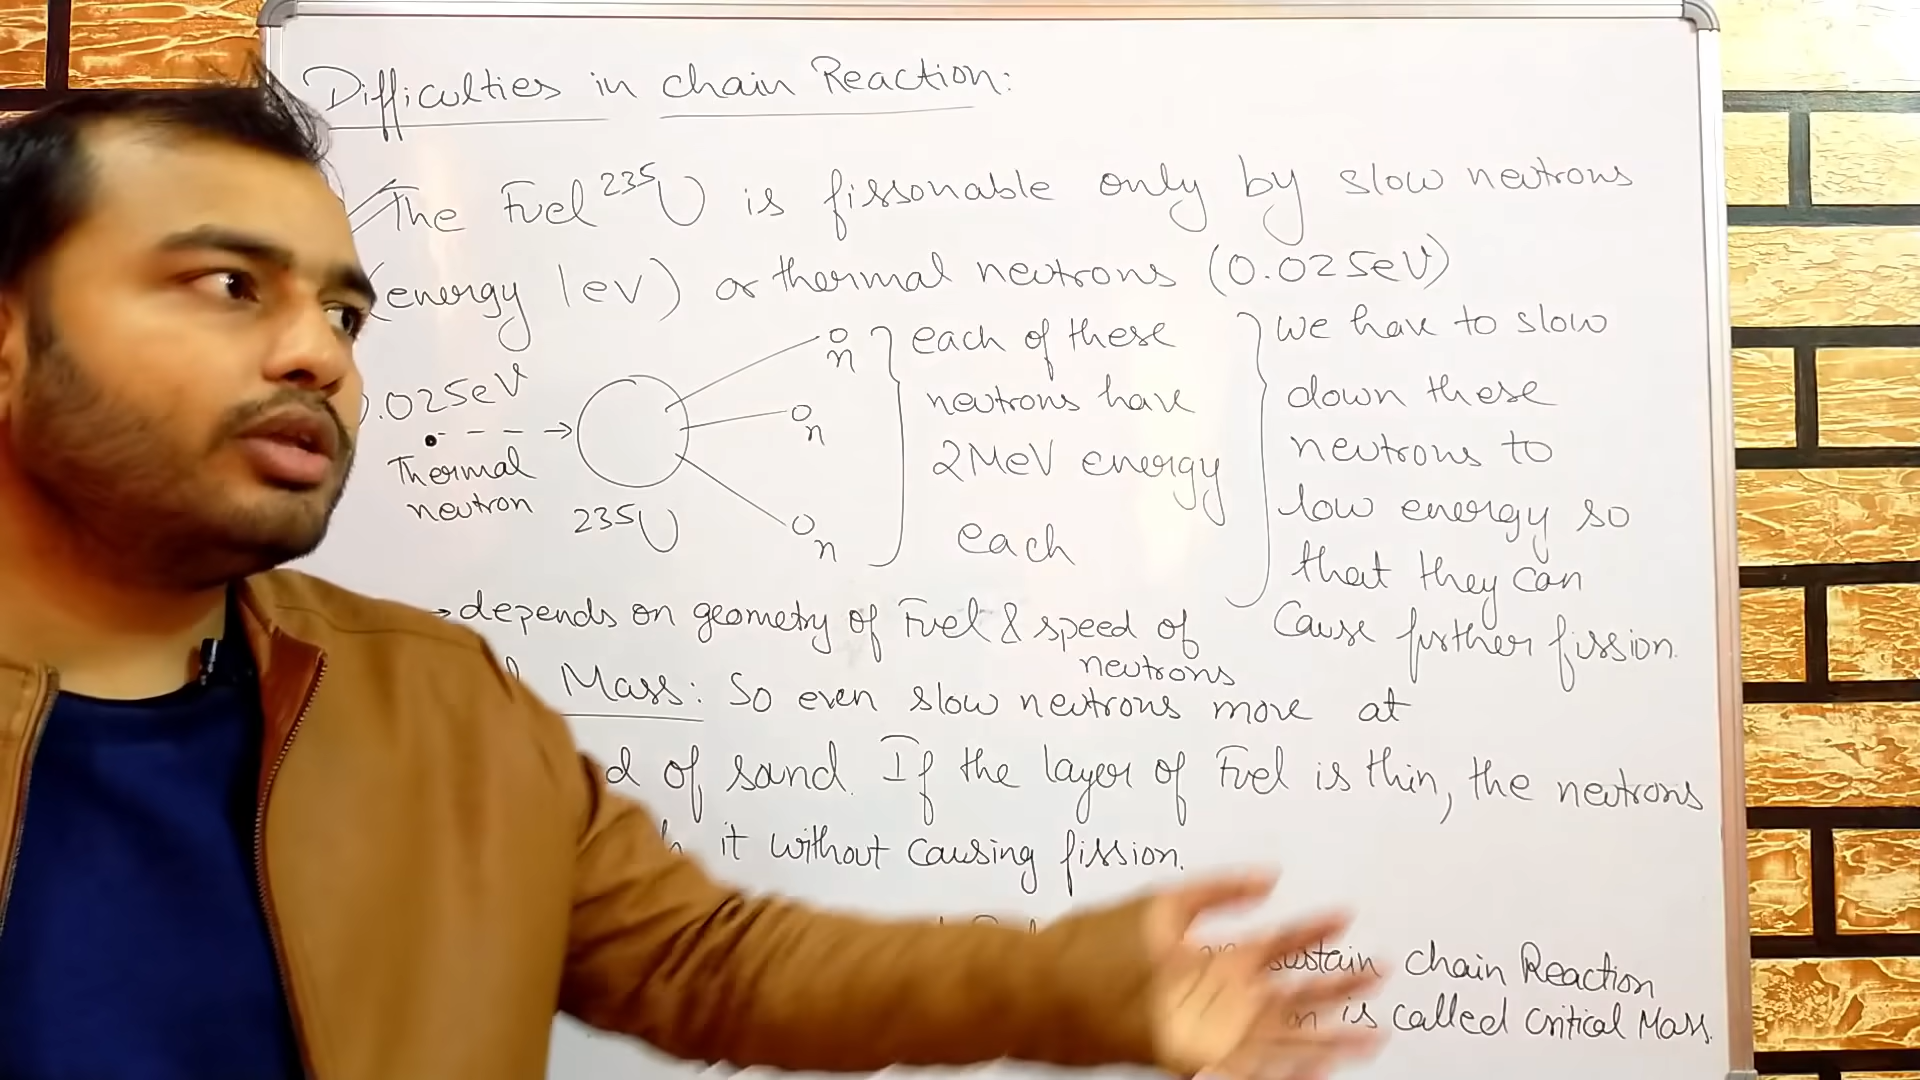 Difficulties in chain Reaction:
The Fuel 235U is fissonable only by slow neutrons
(energy 1ev) or thermal neutrons (0.025eV)
.025eV
Thermal
neutron
235U
n
n
n
each of these
neutrons have
2MeV energy
each
we have to slow
down these
neutrons to
low energy so
that they can
Cause further fission.
→ depends on geometry of Fuel & speed of
neutrons
Mass: So even slow neutrons move at
of sound. If the layer of Fuel is thin, the neutrons
it without causing fission.
sustain chain Reaction
is called Critical Mass.